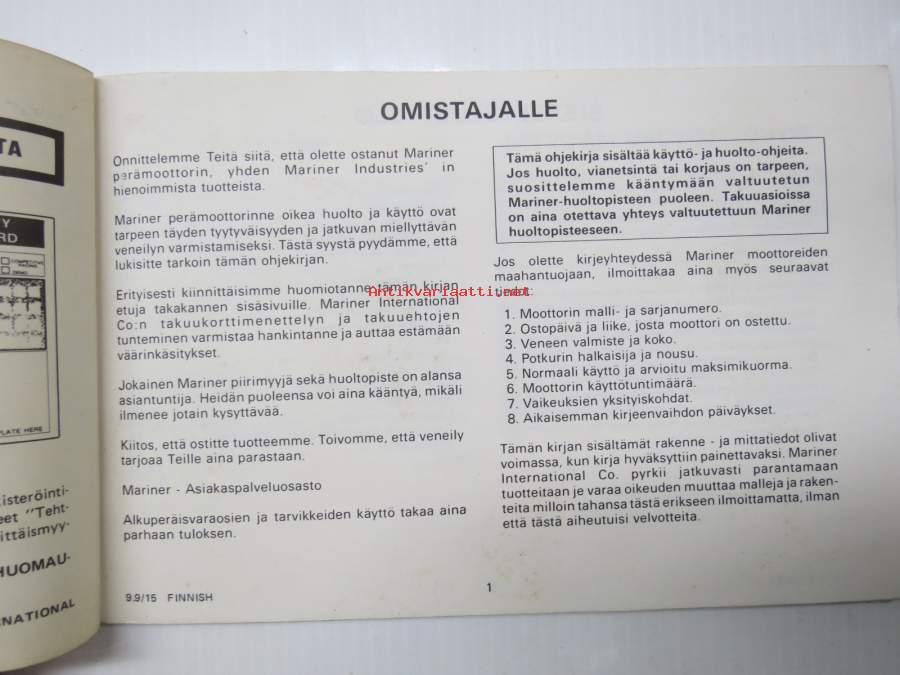 TA
Y
RD
PLATE HERE
kisteröinti-
eet "Teht-
ittäismyy-
HUOMAU-
RNATIONAL
OMISTAJALLE
Onnittelemme Teitä siitä, että olette ostanut Mariner
perämoottorin, yhden Mariner Industries' in
hienoimmista tuotteista.
Mariner perämoottorinne oikea huolto ja käyttö ovat
tarpeen täyden tyytyväisyyden ja jatkuvan miellyttävän
veneilyn varmistamiseksi. Tästä syystä pyydämme, että
lukisitte tarkoin tämän ohjekirjan.
Erityisesti kiinnittäisimme huomiotanne tämän kirjan
etuja takakannen sisäsivuille. Mariner International
Co:n takuukorttimenettelyn ja takuuehtojen
tunteminen varmistaa hankintanne ja auttaa estämään
väärinkäsitykset.
Jokainen Mariner piirimyyjä sekä huoltopiste on alansa
asiantuntija. Heidän puoleensa voi aina kääntyä, mikäli
ilmenee jotain kysyttävää.
Kiitos, että ostitte tuotteemme. Toivomme, että veneily
tarjoaa Teille aina parastaan.
Mariner - Asiakaspalveluosasto
Alkuperäisvaraosien ja tarvikkeiden käyttö takaa aina
parhaan tuloksen.
9.9/15 FINNISH
Tämä ohjekirja sisältää käyttö- ja huolto-ohjeita.
Jos huolto, vianetsintä tai korjaus on tarpeen,
suosittelemme kääntymään valtuutetun
Mariner-huoltopisteen puoleen. Takuuasioissa
on aina otettava yhteys valtuutettuun Mariner
huoltopisteeseen.
Jos olette kirjeyhteydessä Mariner moottoreiden
maahantuojaan, ilmoittakaa aina myös seuraavat
tiedot:
1. Moottorin malli- ja sarjanumero.
2. Ostopäivä ja liike, josta moottori on ostettu.
3. Veneen valmiste ja koko.
4. Potkurin halkaisija ja nousu.
5. Normaali käyttö ja arvioitu maksimikuorma.
6. Moottorin käyttötuntimäärä.
7. Vaikeuksien yksityiskohdat.
8. Aikaisemman kirjeenvaihdon päiväykset.
Tämän kirjan sisältämät rakenne - ja mittatiedot olivat
voimassa, kun kirja hyväksyttiin painettavaksi. Mariner
International Co. pyrkii jatkuvasti parantamaan
tuotteitaan je varaa oikeuden muuttaa malleja ja raken-
teita milloin tahansa tästä erikseen ilmoittamatta, ilman
että tästä aiheutuisi velvotteita.
1
Antikvariaatti.net